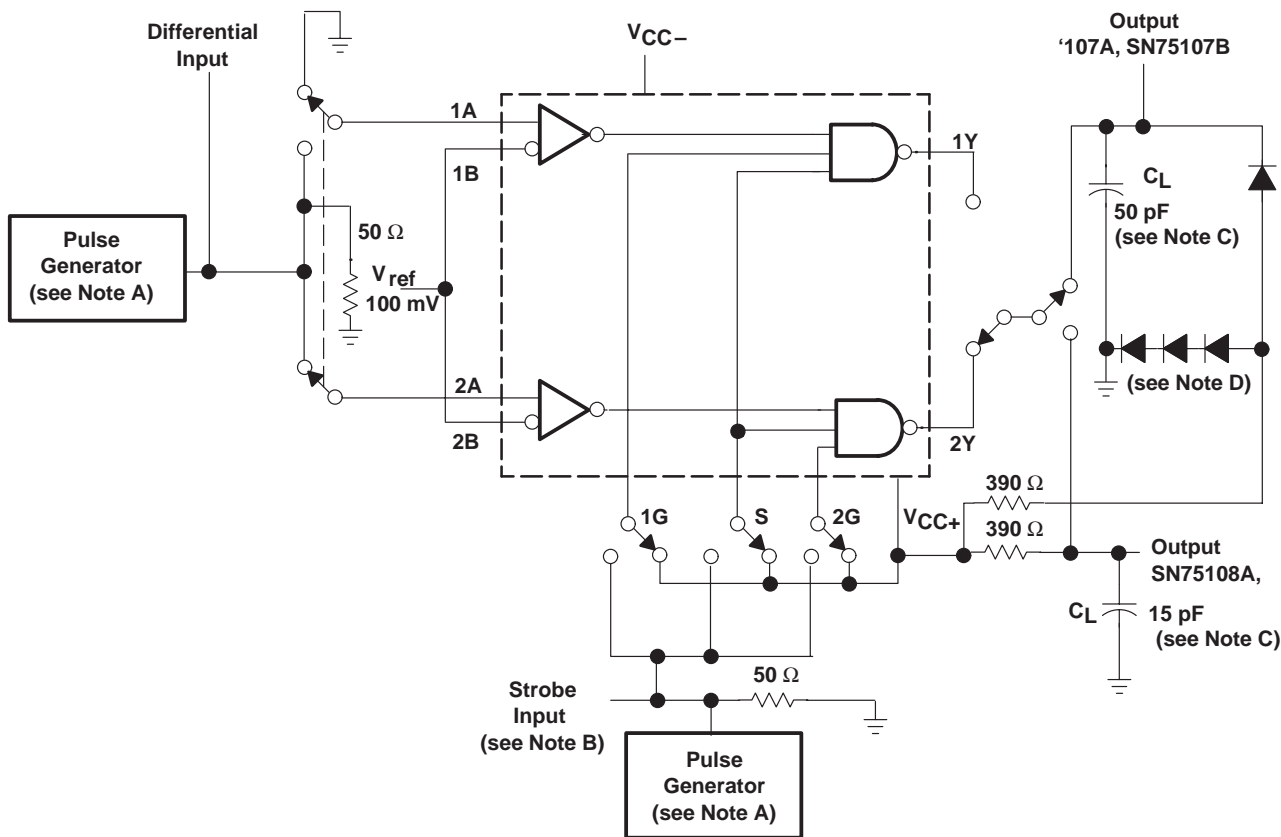 Differential
Input
VCC–
Output
‘107A, SN75107B
1A
1B
1Y
CL
50 pF
(see Note C)
50 Ω
Pulse
Generator
(see Note A)
Vref
100 mV
2A
2B
2Y
(see Note D)
390 Ω
1G
S
2G
VCC+
390 Ω
Output
SN75108A,
CL
15 pF
(see Note C)
50 Ω
Strobe
Input
(see Note B)
Pulse
Generator
(see Note A)